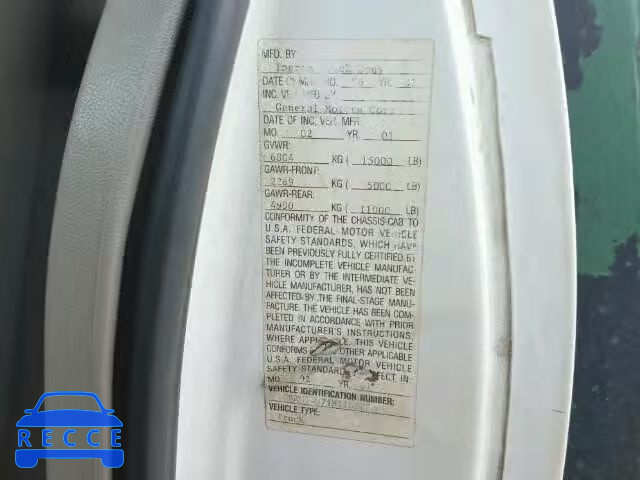 MFD. BY
Body
DATE OF MFR. MO. YR.
INC. VEH. MFD. BY
General Motors Corp
DATE OF INC. VEH. MFR.
MO. 02 YR. 01
GVWR:
6804 KG ( 15000 LB)
GAWR-FRONT:
2269 KG ( 5000 LB)
GAWR-REAR:
4990 KG ( 11000 LB)
CONFORMITY OF THE CHASSIS-CAB TO
U.S.A. FEDERAL MOTOR VEHICLE
SAFETY STANDARDS, WHICH HAVE
BEEN PREVIOUSLY FULLY CERTIFIED BY
THE INCOMPLETE VEHICLE MANUFAC-
TURER OR BY THE INTERMEDIATE VE-
HICLE MANUFACTURER, HAS NOT BEEN
AFFECTED BY THE FINAL-STAGE MANU-
FACTURE. THE VEHICLE HAS BEEN COM-
PLETED IN ACCORDANCE WITH PRIOR
MANUFACTURER'S INSTRUCTIONS,
WHERE APPLICABLE. THIS VEHICLE
CONFORMS OTHER APPLICABLE
U.S.A. FEDERAL MOTOR VEHICLE
SAFETY STANDARDS EFFECT IN
MO. YR.
VEHICLE IDENTIFICATION NUMBER:
VEHICLE TYPE:
Truck
RECCE